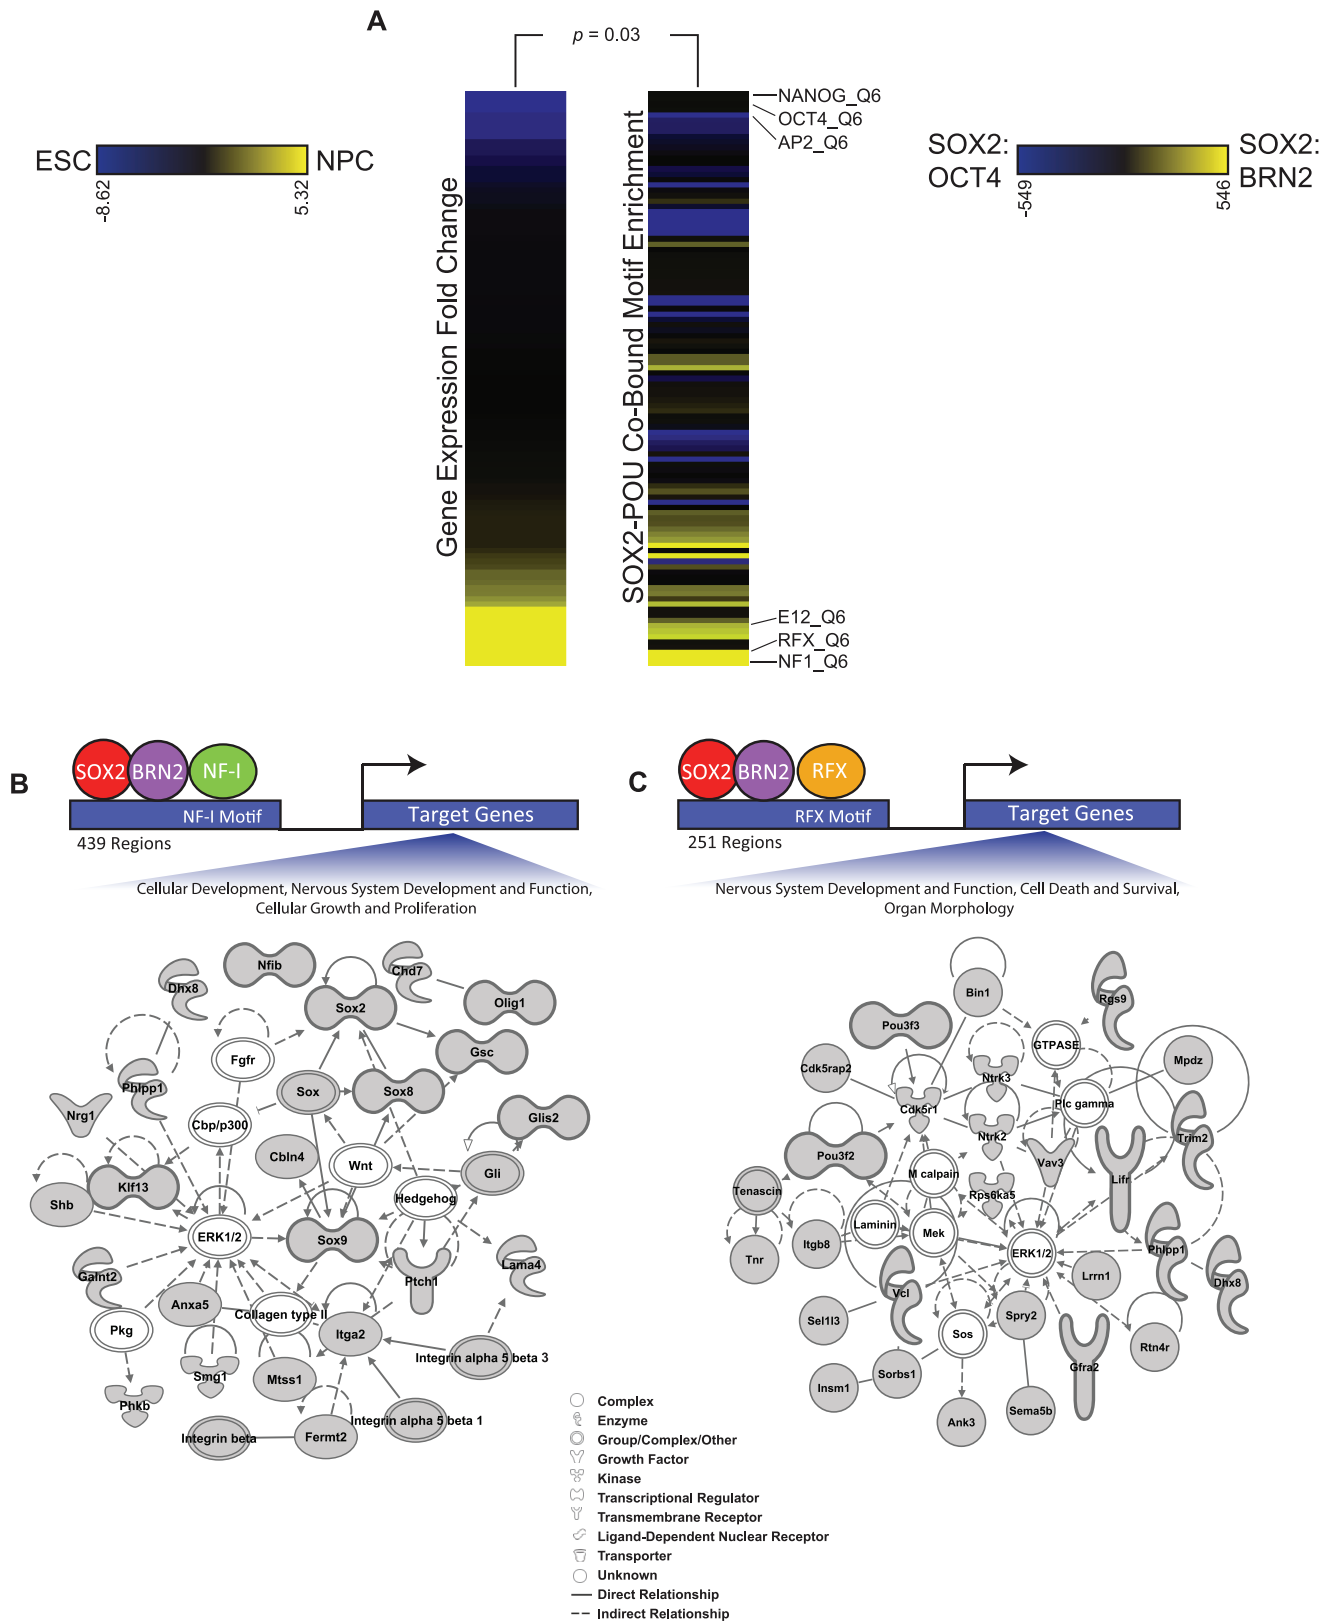 A
p = 0.03
ESC
NPC
-8.62
5.32
Gene Expression Fold Change
SOX2-POU Co-Bound Motif Enrichment
NANOG_Q6
OCT4_Q6
AP2_Q6
E12_Q6
RFX_Q6
NF1_Q6
SOX2:
OCT4
SOX2:
BRN2
-549
546
B
SOX2
BRN2
NF-I
NF-I Motif
Target Genes
439 Regions
Cellular Development, Nervous System Development and Function,
Cellular Growth and Proliferation
Nfib
Chd7
Dhx8
Sox2
Olig1
Fgfr
Gsc
Phlpp1
Sox
Sox8
Nrg1
Cbp/p300
Glis2
Cbln4
Wnt
Gli
Klf13
Shb
Hedgehog
ERK1/2
Sox9
Galnt2
Ptch1
Lama4
Anxa5
Collagen type II
Pkg
Itga2
Integrin alpha 5 beta 3
Smg1
Mtss1
Phkb
Integrin alpha 5 beta 1
Integrin beta
Fermt2
C
SOX2
BRN2
RFX
RFX Motif
Target Genes
251 Regions
Nervous System Development and Function, Cell Death and Survival,
Organ Morphology
Bin1
Rgs9
Pou3f3
GTPASE
Cdk5rap2
Ntrk3
Mpdz
Cdk5r1
Plc gamma
Ntrk2
Trim2
Pou3f2
Vav3
M calpain
Lifr
Tenascin
Rps6ka5
Laminin
Mek
Tnr
Itgb8
ERK1/2
Phlpp1
Lrrn1
Dhx8
Vcl
Sel1l3
Spry2
Sos
Rtn4r
Gfra2
Sorbs1
Insm1
Sema5b
Ank3
Complex
Enzyme
Group/Complex/Other
Growth Factor
Kinase
Transcriptional Regulator
Transmembrane Receptor
Ligand-Dependent Nuclear Receptor
Transporter
Unknown
Direct Relationship
Indirect Relationship